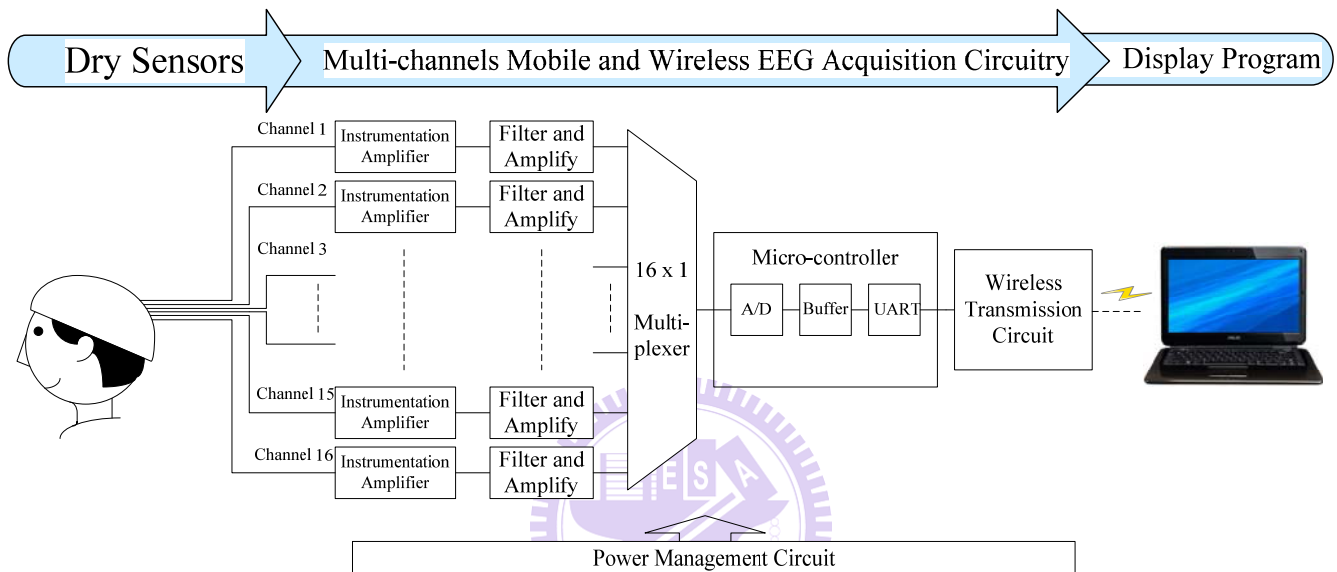 Dry Sensors
Multi-channels Mobile and Wireless EEG Acquisition Circuitry
Display Program
Channel 1
Instrumentation
Amplifier
Filter and
Amplify
Channel 2
Instrumentation
Amplifier
Filter and
Amplify
Channel 3
16 x 1
Multi-
plexer
Micro-controller
A/D
Buffer
UART
Wireless
Transmission
Circuit
Channel 15
Instrumentation
Amplifier
Filter and
Amplify
Channel 16
Instrumentation
Amplifier
Filter and
Amplify
ESA
Power Management Circuit